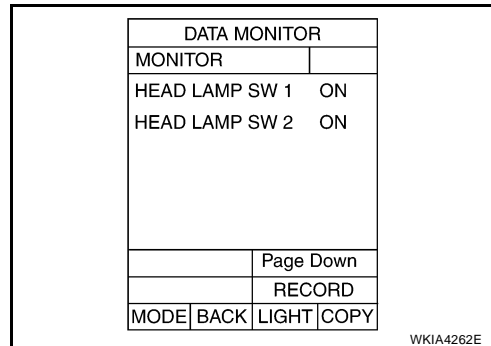 DATA MONITOR
MONITOR
HEAD LAMP SW 1 ON
HEAD LAMP SW 2 ON
Page Down
RECORD
MODE BACK LIGHT COPY
WKIA4262E